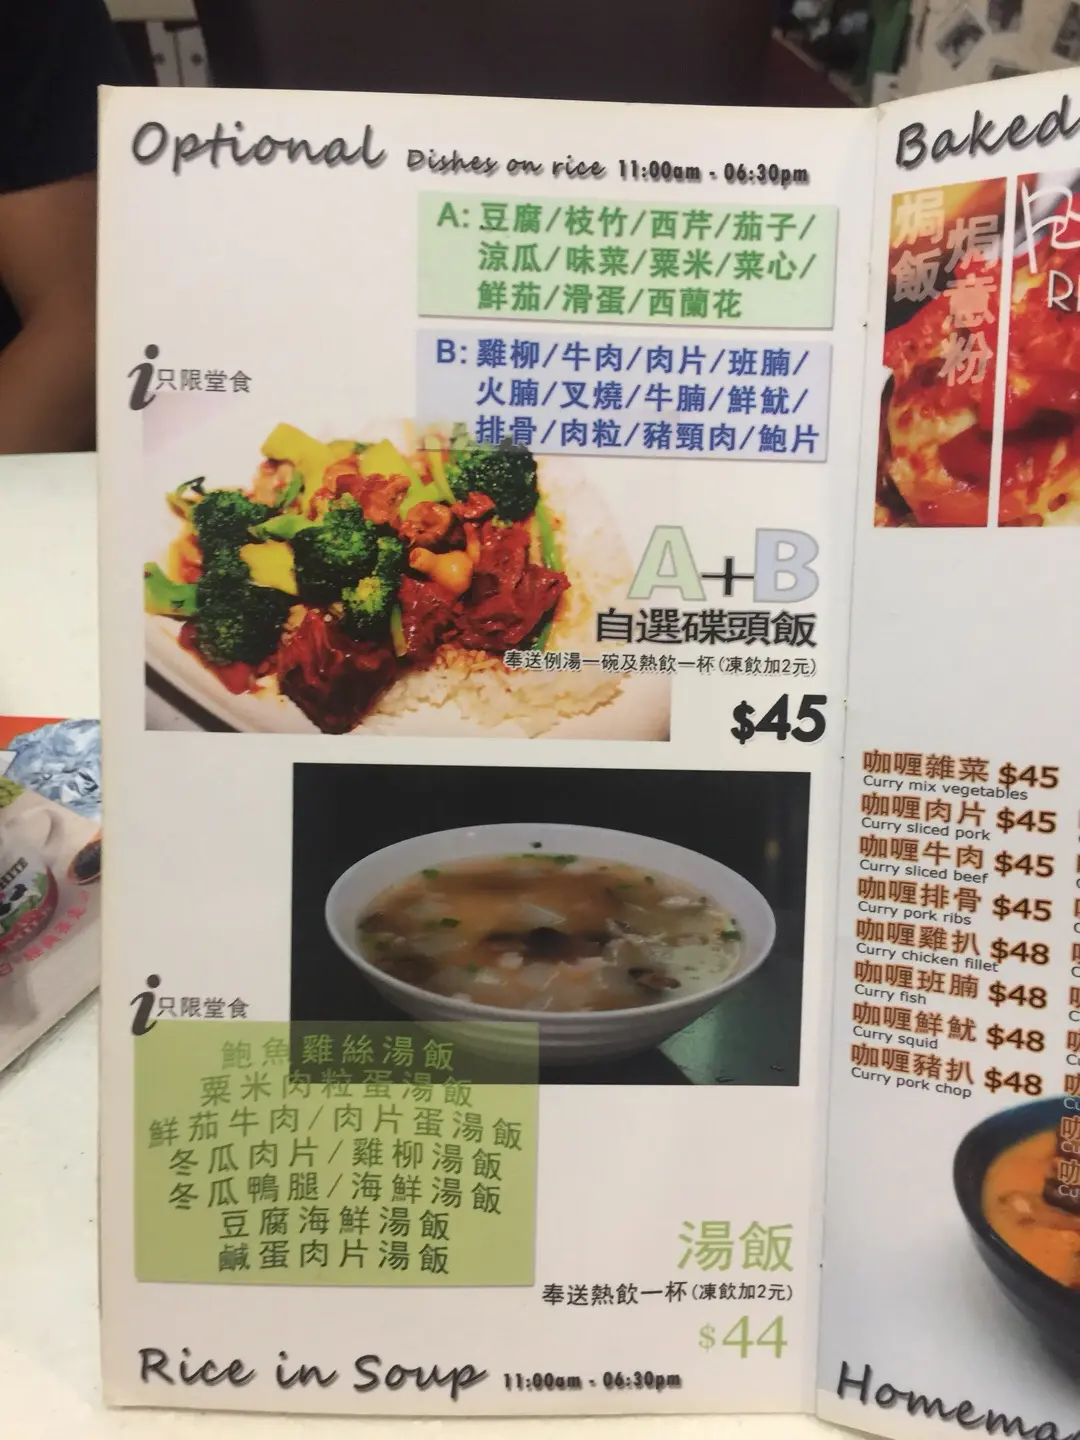 Optional Dishes on rice 11:00am - 06:30pm
A: 豆腐/枝竹/西芹/茄子/
涼瓜/味菜/粟米/菜心/
鮮茄/滑蛋/西蘭花
B: 雞柳/牛肉/肉片/班腩/
火腩/叉燒/牛腩/鮮魷/
排骨/肉粒/豬頸肉/鮑片
i只限堂食
A+B
自選碟頭飯
奉送例湯一碗及熱飲一杯(凍飲加2元)
$45
i只限堂食
鮑魚雞絲湯飯
粟米肉粒蛋湯飯
鮮茄牛肉/肉片蛋湯飯
冬瓜肉片/雞柳湯飯
冬瓜鴨腿/海鮮湯飯
豆腐海鮮湯飯
鹹蛋肉片湯飯
湯飯
奉送熱飲一杯(凍飲加2元)
$44
Rice in Soup 11:00am - 06:30pm
Baked
焗飯
焗意粉
咖喱雜菜 $45
Curry mix vegetables
咖喱肉片 $45
Curry sliced pork
咖喱牛肉 $45
Curry sliced beef
咖喱排骨 $45
Curry pork ribs
咖喱雞扒 $48
Curry chicken fillet
咖喱班腩 $48
Curry fish
咖喱鮮魷 $48
Curry squid
咖喱豬扒 $48
Curry pork chop